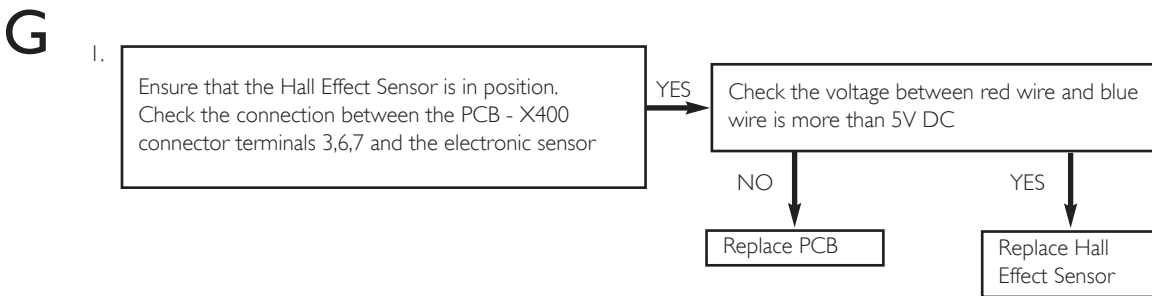 G
1.
Ensure that the Hall Effect Sensor is in position.
Check the connection between the PCB - X400
connector terminals 3,6,7 and the electronic sensor
YES
Check the voltage between red wire and blue
wire is more than 5V DC
NO
YES
Replace PCB
Replace Hall
Effect Sensor